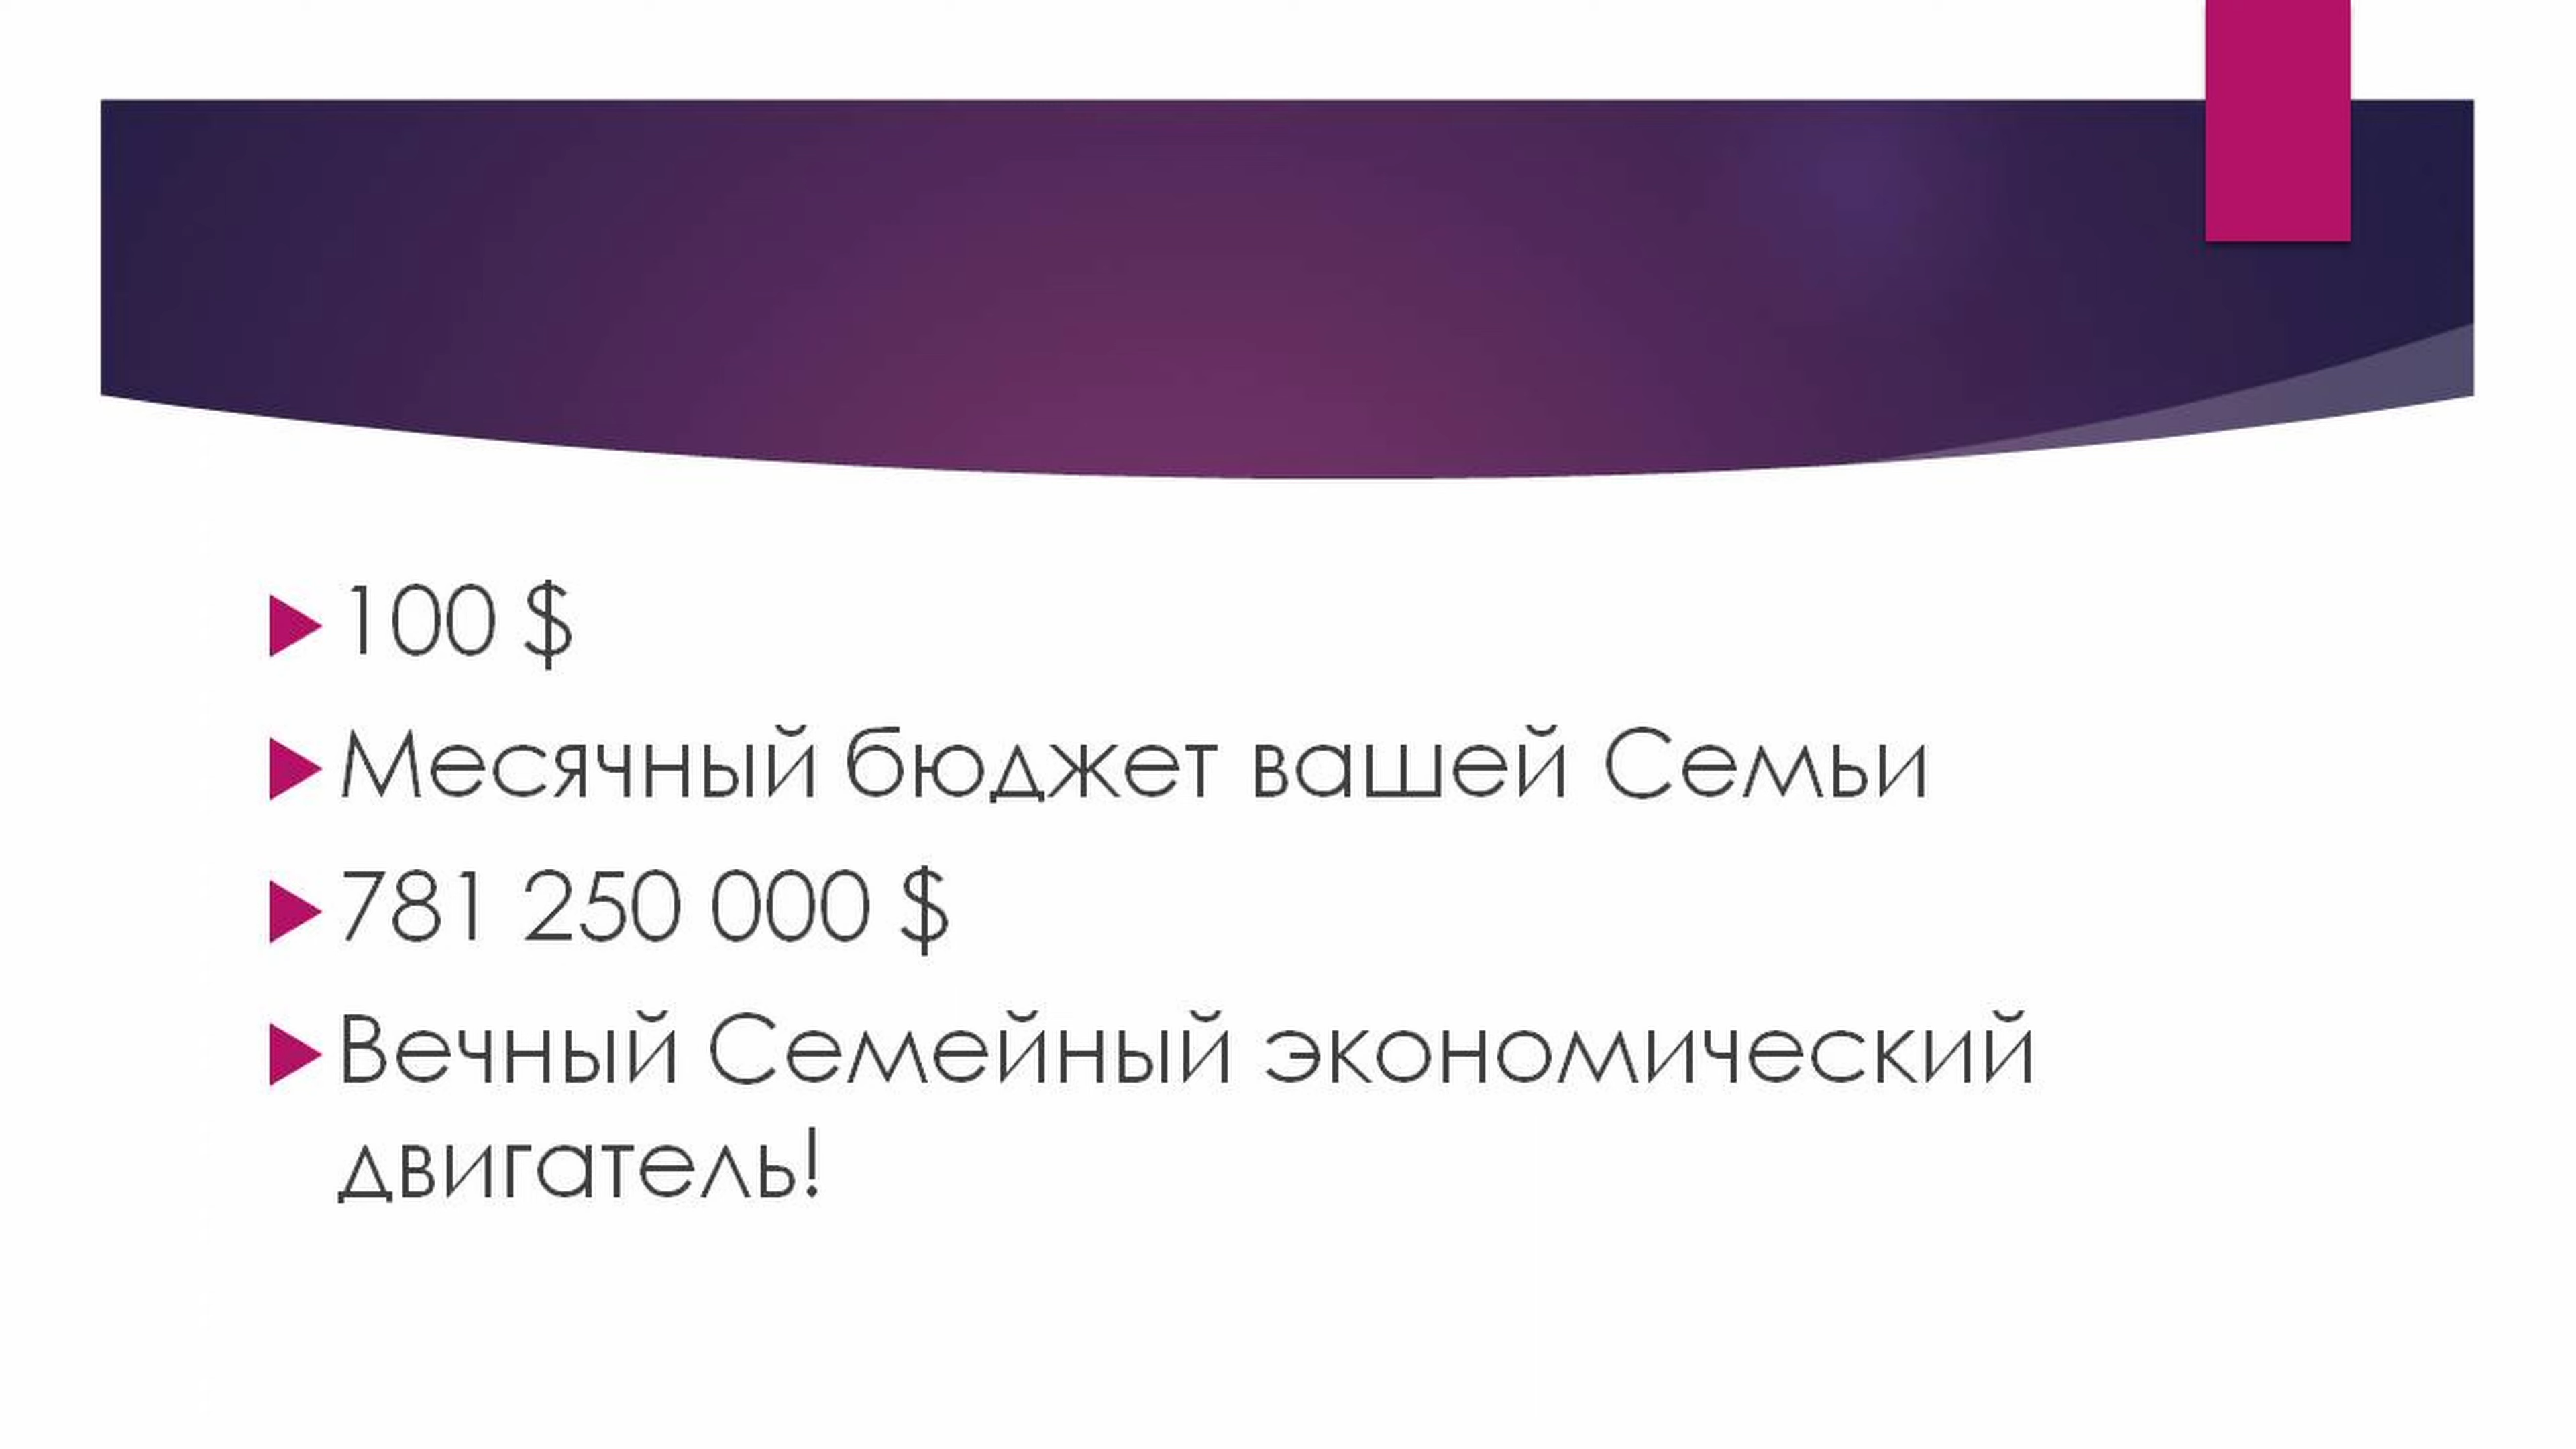 100 $
Месячный бюджет вашей Семьи
781 250 000 $
Вечный Семейный экономический
двигатель!